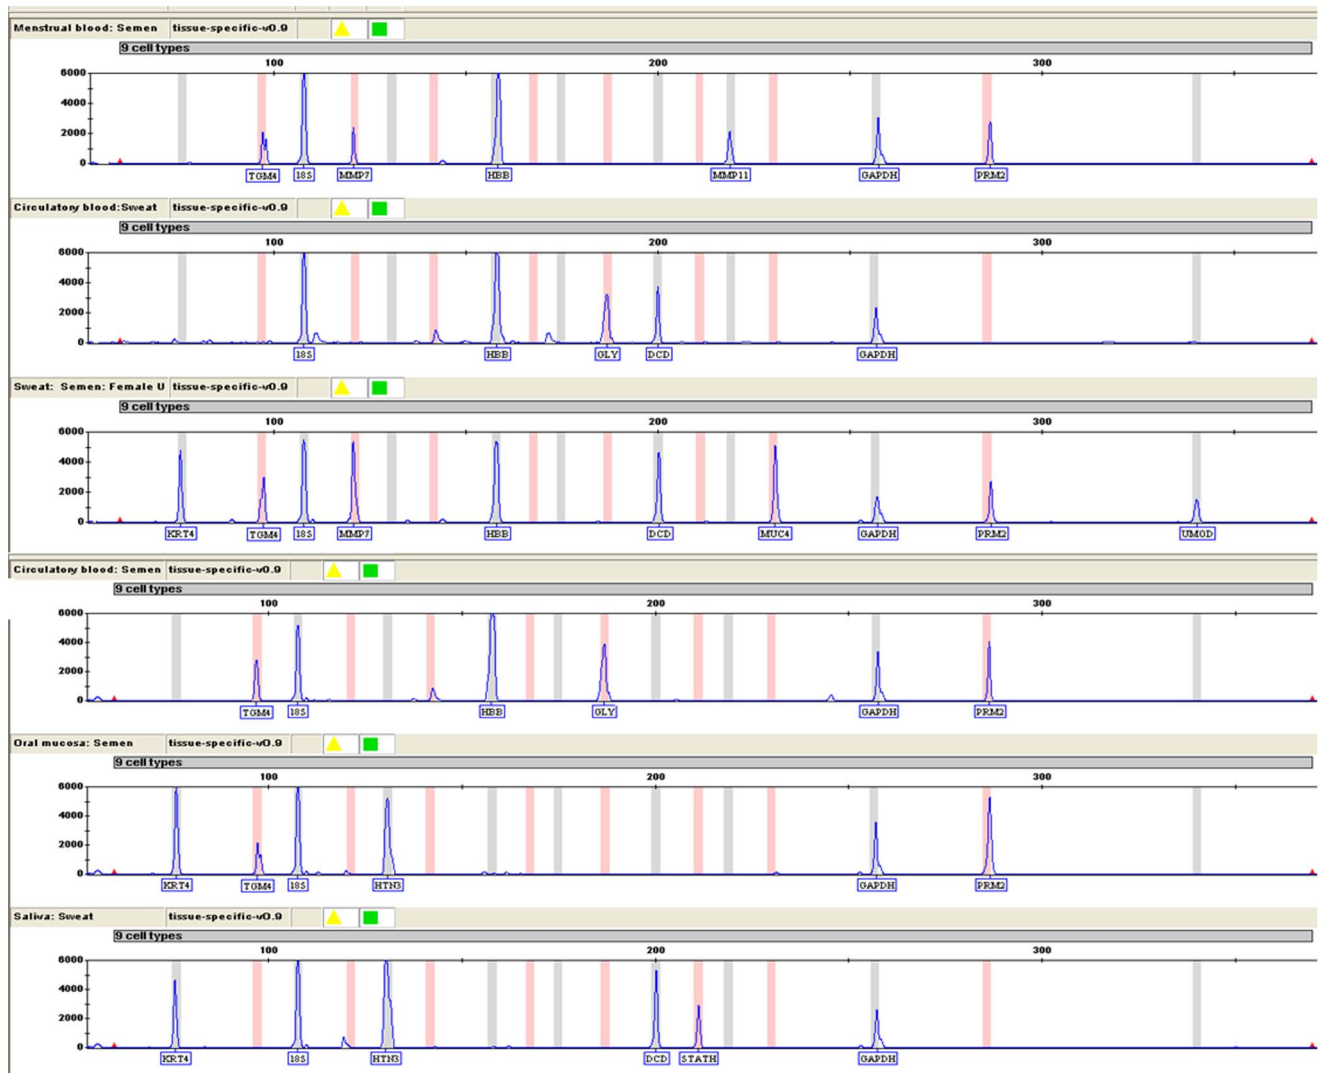 Menstrual blood: Semen tissue-specific-v0.9
9 cell types
100 200 300
6000
4000
2000
0
TGM4 18S MMP7 HBB MMP11 GAPDH PRM2
Circulatory blood:Sweat tissue-specific-v0.9
9 cell types
100 200 300
6000
4000
2000
0
18S HBB GLY DCD GAPDH
Sweat: Semen: Female U tissue-specific-v0.9
9 cell types
100 200 300
6000
4000
2000
0
KRT4 TGM4 18S MMP7 HBB DCD MUC4 GAPDH PRM2 UMOD
Circulatory blood: Semen tissue-specific-v0.9
9 cell types
100 200 300
6000
4000
2000
0
TGM4 18S HBB GLY GAPDH PRM2
Oral mucosa: Semen tissue-specific-v0.9
9 cell types
100 200 300
6000
4000
2000
0
KRT4 TGM4 18S HTN3 GAPDH PRM2
Saliva: Sweat tissue-specific-v0.9
9 cell types
100 200 300
6000
4000
2000
0
KRT4 18S HTN3 DCD STATH GAPDH